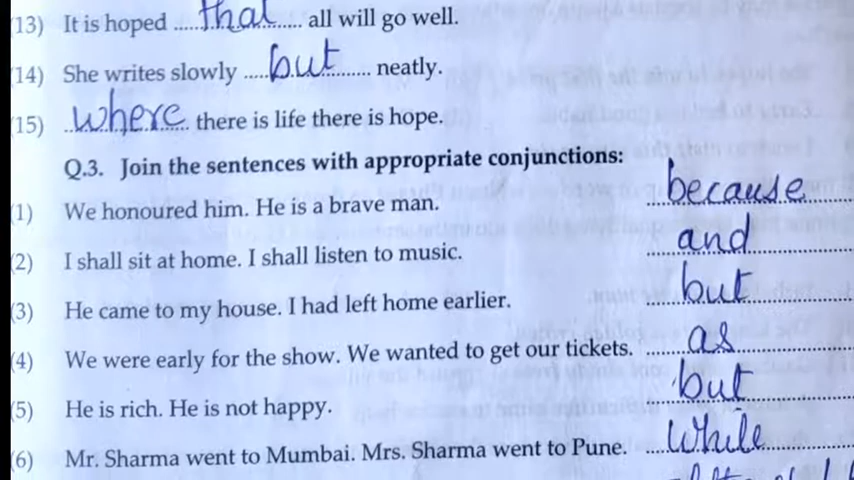 (13) It is hoped ....that.... all will go well.
(14) She writes slowly ....but.... neatly.
(15) ..where.. there is life there is hope.
Q.3. Join the sentences with appropriate conjunctions:
(1) We honoured him. He is a brave man. because
(2) I shall sit at home. I shall listen to music. and
(3) He came to my house. I had left home earlier. but
(4) We were early for the show. We wanted to get our tickets. as
(5) He is rich. He is not happy. but
(6) Mr. Sharma went to Mumbai. Mrs. Sharma went to Pune. While